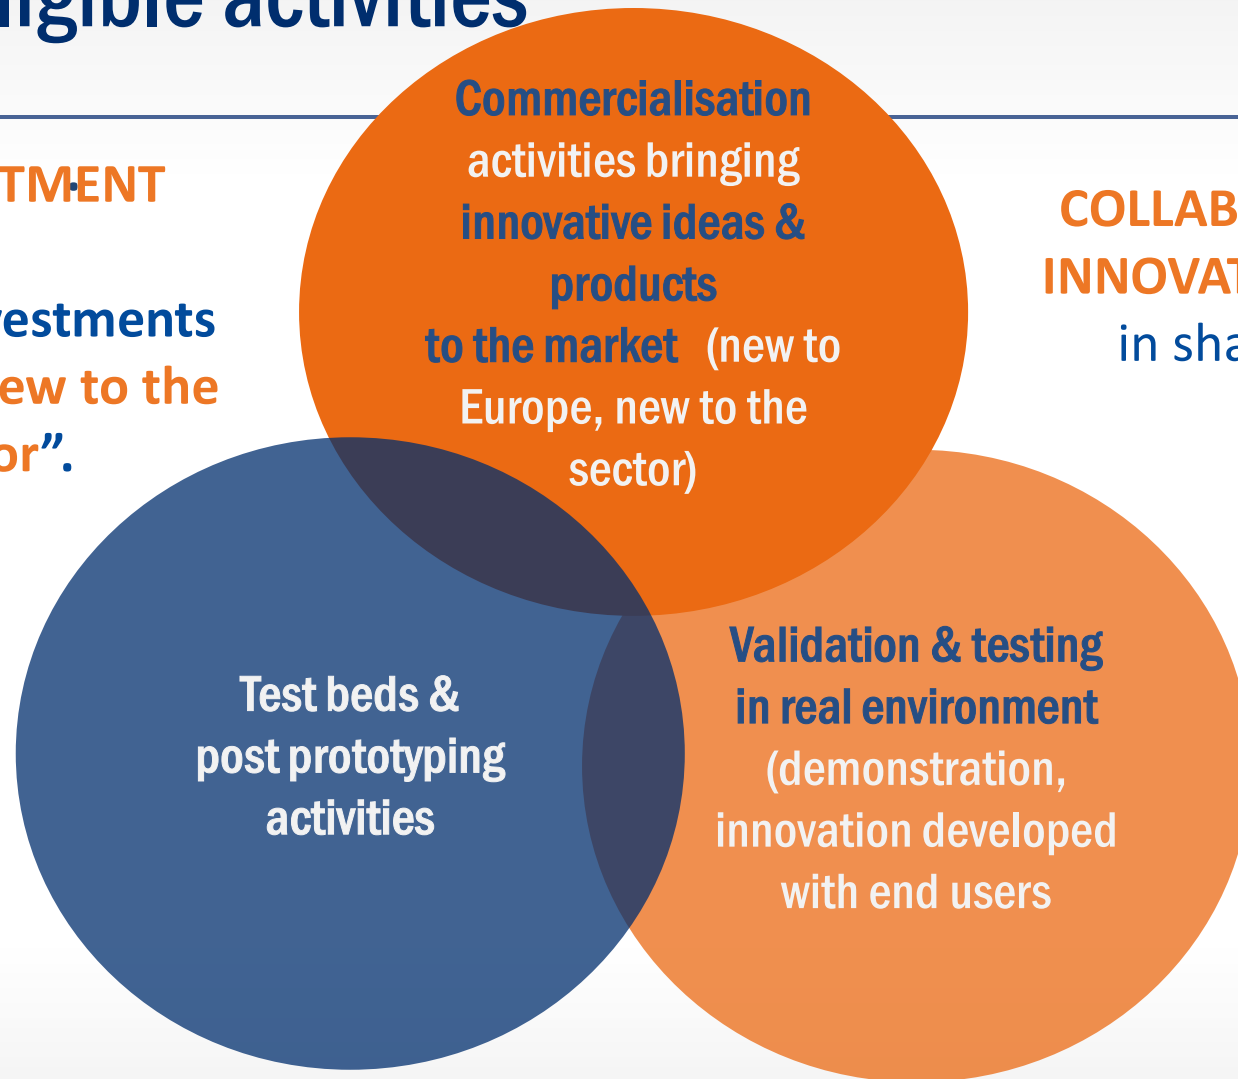 igible activities
Commercialisation
activities bringing
innovative ideas &
products
to the market (new to
Europe, new to the
sector)
TMENT
estments
ew to the
or”.
COLLAB
INNOVAT
in sha
Test beds &
post prototyping
activities
Validation & testing
in real environment
(demonstration,
innovation developed
with end users